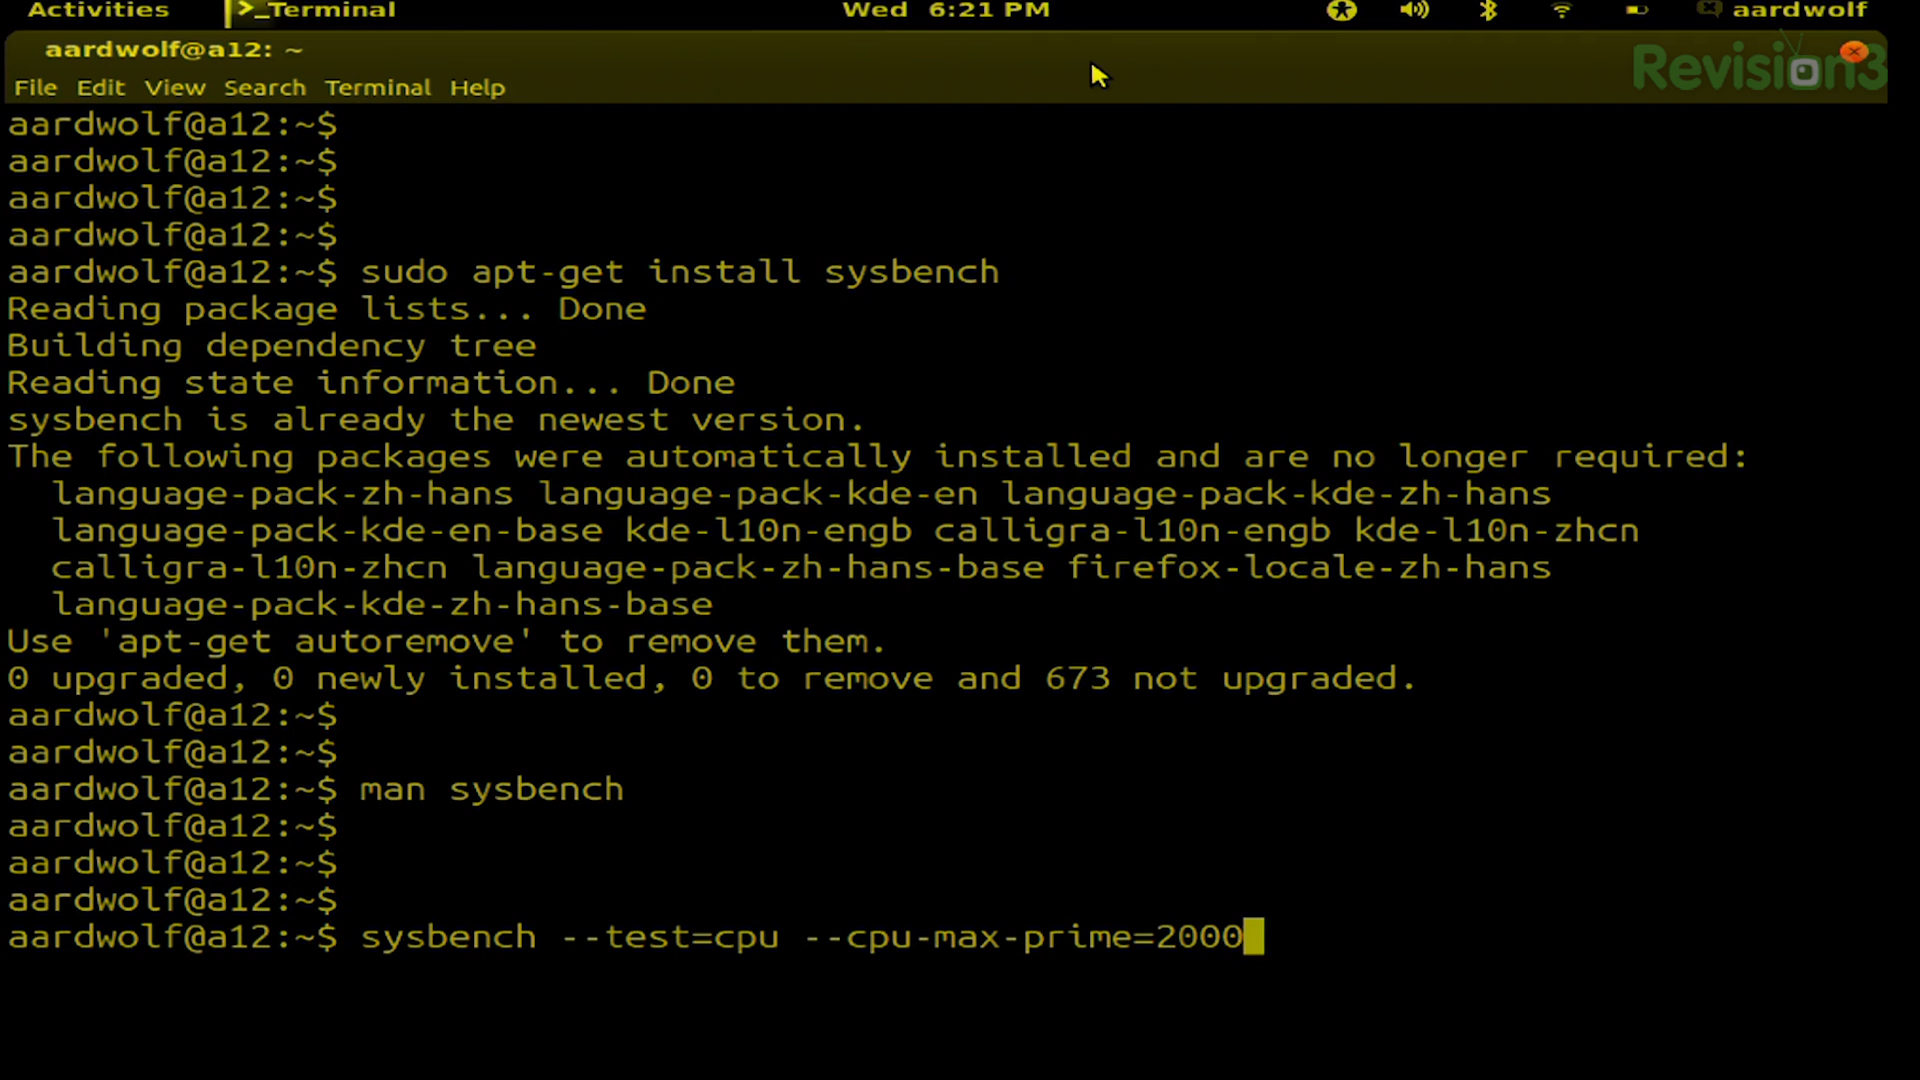 Activities >_Terminal Wed 6:21 PM aardwolf
aardwolf@a12: ~
Revision3
File Edit View Search Terminal Help
aardwolf@a12:~$
aardwolf@a12:~$
aardwolf@a12:~$
aardwolf@a12:~$
aardwolf@a12:~$ sudo apt-get install sysbench
Reading package lists... Done
Building dependency tree
Reading state information... Done
sysbench is already the newest version.
The following packages were automatically installed and are no longer required:
  language-pack-zh-hans language-pack-kde-en language-pack-kde-zh-hans
  language-pack-kde-en-base kde-l10n-engb calligra-l10n-engb kde-l10n-zhcn
  calligra-l10n-zhcn language-pack-zh-hans-base firefox-locale-zh-hans
  language-pack-kde-zh-hans-base
Use 'apt-get autoremove' to remove them.
0 upgraded, 0 newly installed, 0 to remove and 673 not upgraded.
aardwolf@a12:~$
aardwolf@a12:~$
aardwolf@a12:~$ man sysbench
aardwolf@a12:~$
aardwolf@a12:~$
aardwolf@a12:~$
aardwolf@a12:~$ sysbench --test=cpu --cpu-max-prime=2000